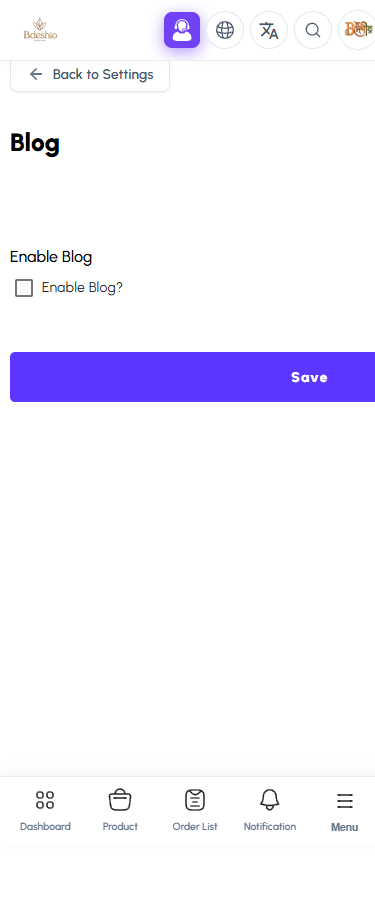 Bdeshio
Back to Settings
Blog
Enable Blog
Enable Blog?
Save
Dashboard
Product
Order List
Notification
Menu